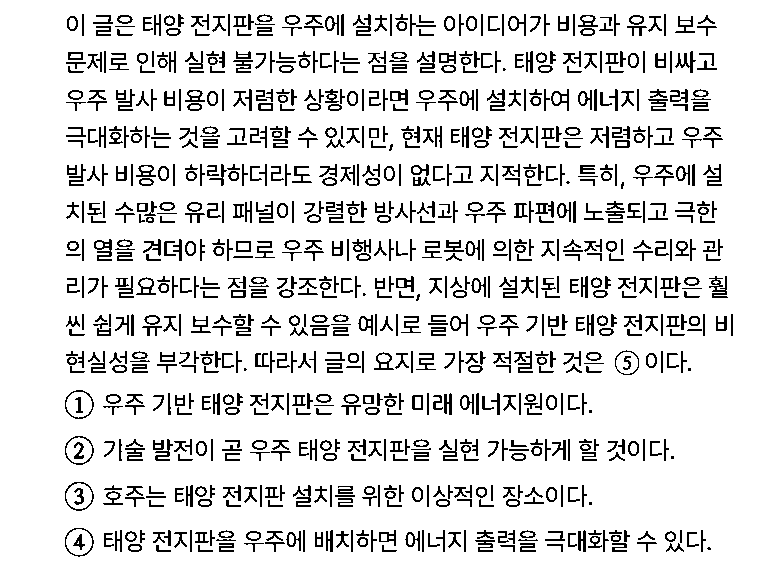 이 글은 태양 전지판을 우주에 설치하는 아이디어가 비용과 유지 보수
문제로 인해 실현 불가능하다는 점을 설명한다. 태양 전지판이 비싸고
우주 발사 비용이 저렴한 상황이라면 우주에 설치하여 에너지 출력을
극대화하는 것을 고려할 수 있지만, 현재 태양 전지판은 저렴하고 우주
발사 비용이 하락하더라도 경제성이 없다고 지적한다. 특히, 우주에 설
치된 수많은 유리 패널이 강렬한 방사선과 우주 파편에 노출되고 극한
의 열을 견뎌야 하므로 우주 비행사나 로봇에 의한 지속적인 수리와 관
리가 필요하다는 점을 강조한다. 반면, 지상에 설치된 태양 전지판은 훨
씬 쉽게 유지 보수할 수 있음을 예시로 들어 우주 기반 태양 전지판의 비
현실성을 부각한다. 따라서 글의 요지로 가장 적절한 것은 ⑤이다.
① 우주 기반 태양 전지판은 유망한 미래 에너지원이다.
② 기술 발전이 곧 우주 태양 전지판을 실현 가능하게 할 것이다.
③ 호주는 태양 전지판 설치를 위한 이상적인 장소이다.
④ 태양 전지판을 우주에 배치하면 에너지 출력을 극대화할 수 있다.